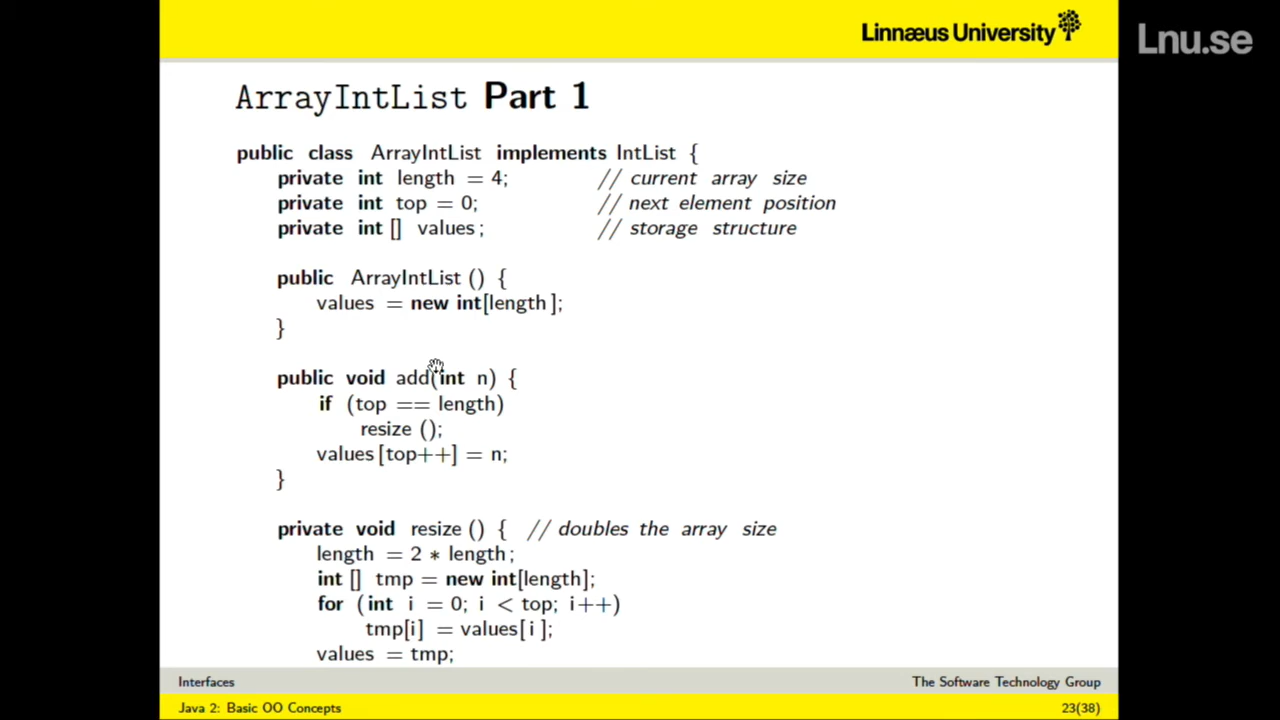 Linnæus University
Lnu.se
ArrayIntList Part 1
public class ArrayIntList implements IntList {
private int length = 4; // current array size
private int top = 0; // next element position
private int [] values ; // storage structure
public ArrayIntList () {
values = new int[length ];
}
public void add(int n) {
if (top == length)
resize ();
values [top++] = n;
}
private void resize () { // doubles the array size
length = 2 * length ;
int [] tmp = new int[length];
for (int i = 0; i < top; i++)
tmp[i] = values[ i ];
values = tmp;
Interfaces The Software Technology Group
Java 2: Basic OO Concepts 23(38)